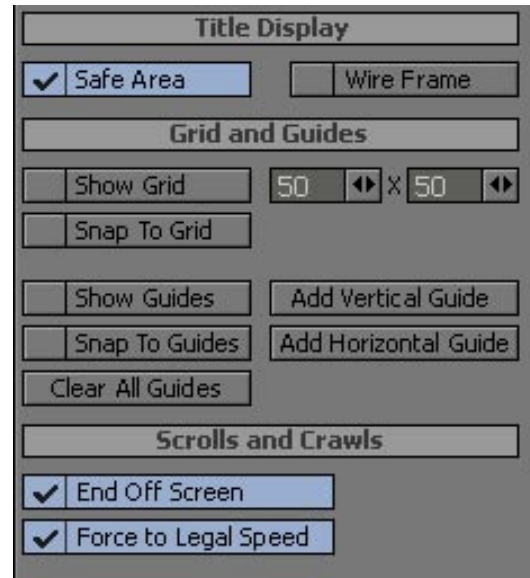 Title Display
Safe Area Wire Frame
Grid and Guides
Show Grid 50 X 50
Snap To Grid
Show Guides Add Vertical Guide
Snap To Guides Add Horizontal Guide
Clear All Guides
Scrolls and Crawls
End Off Screen
Force to Legal Speed